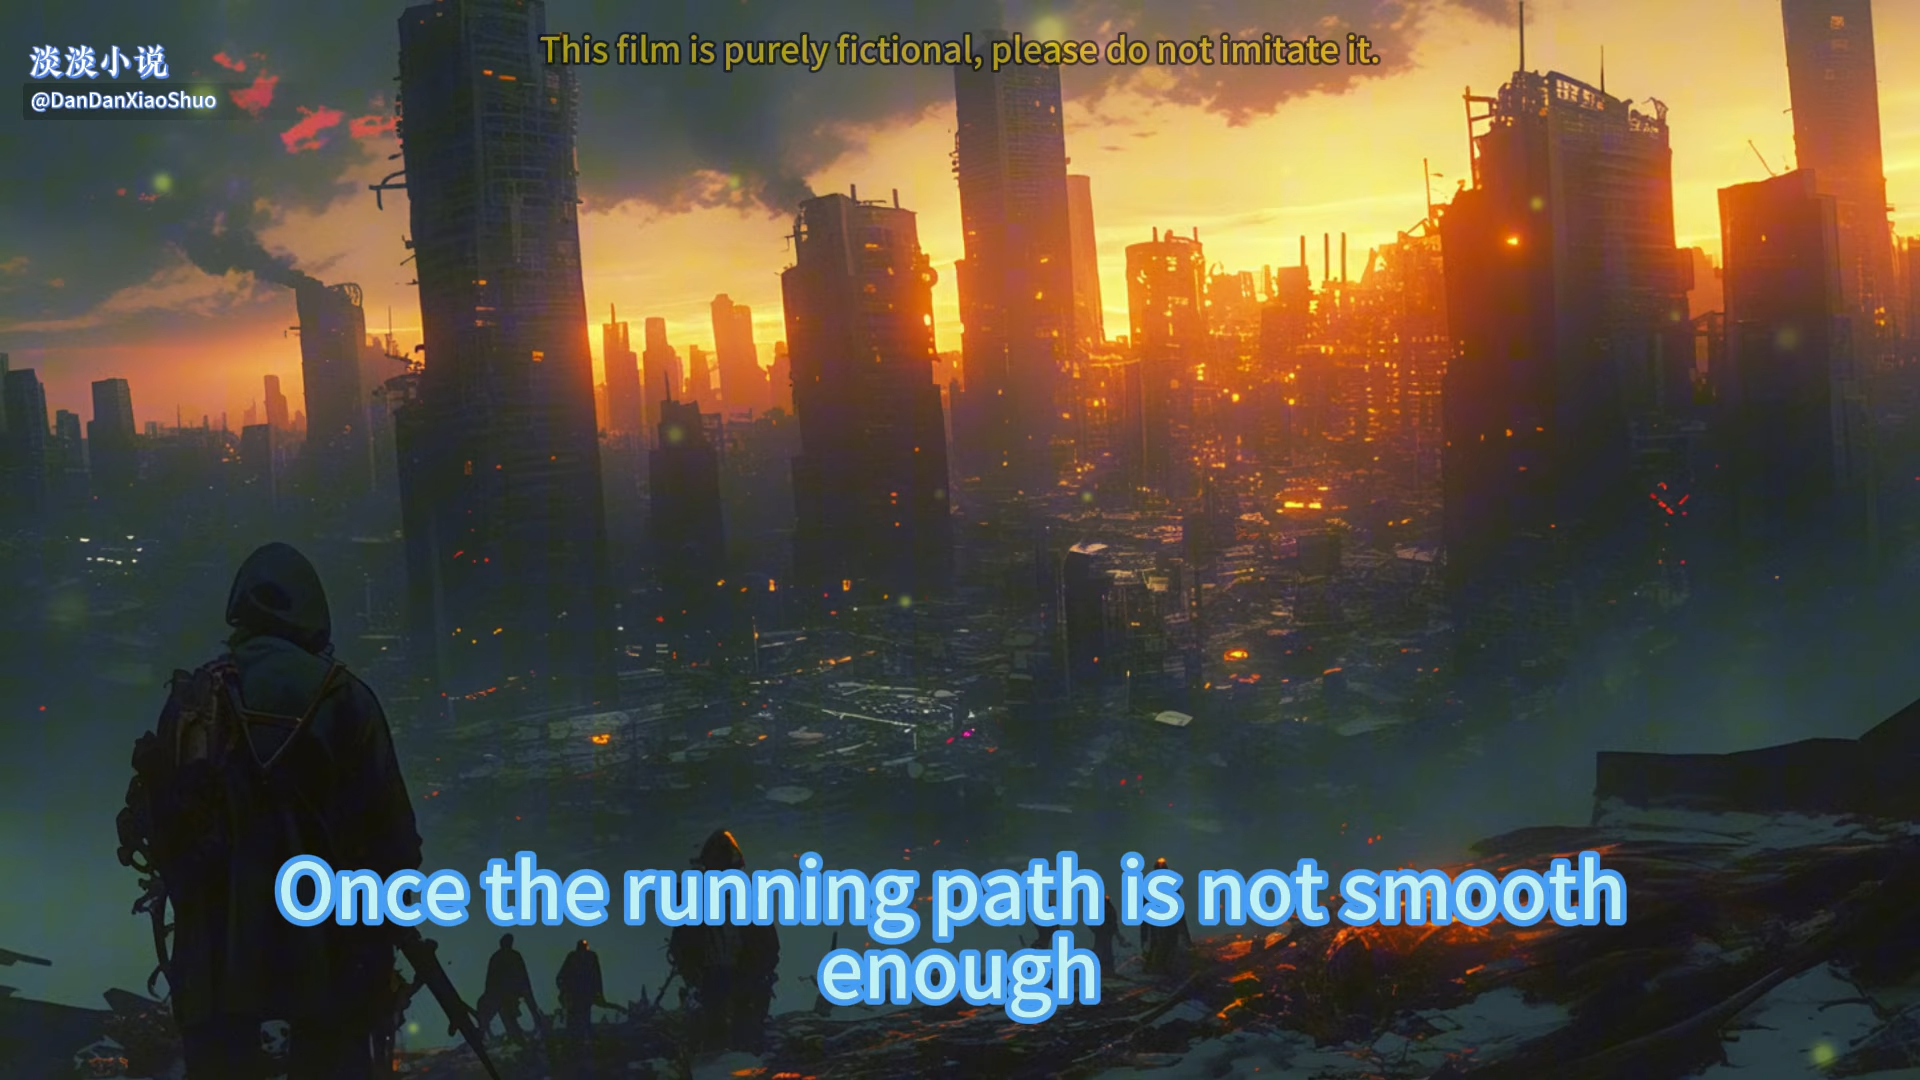 This film is purely fictional, please do not imitate it.
淡淡小说
@DanDanXiaoShuo
Once the running path is not smooth
enough